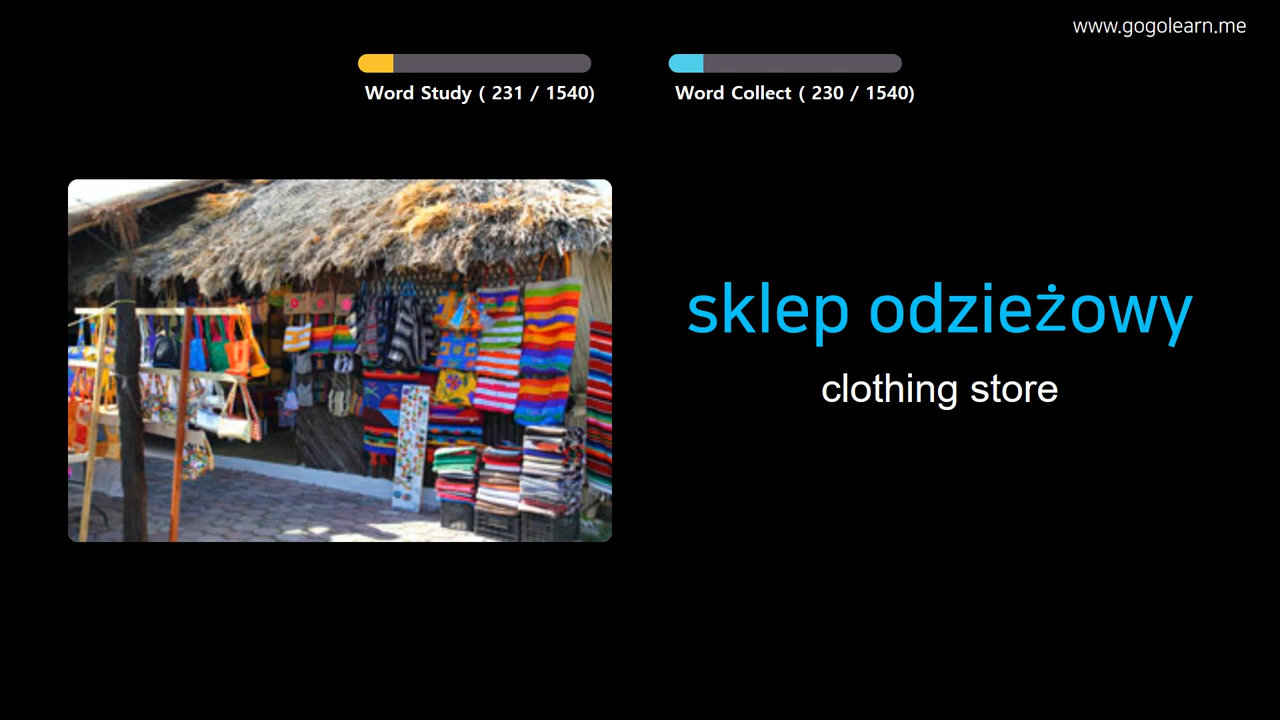 www.gogolearn.me
Word Study ( 231 / 1540)
Word Collect ( 230 / 1540)
sklep odzieżowy
clothing store